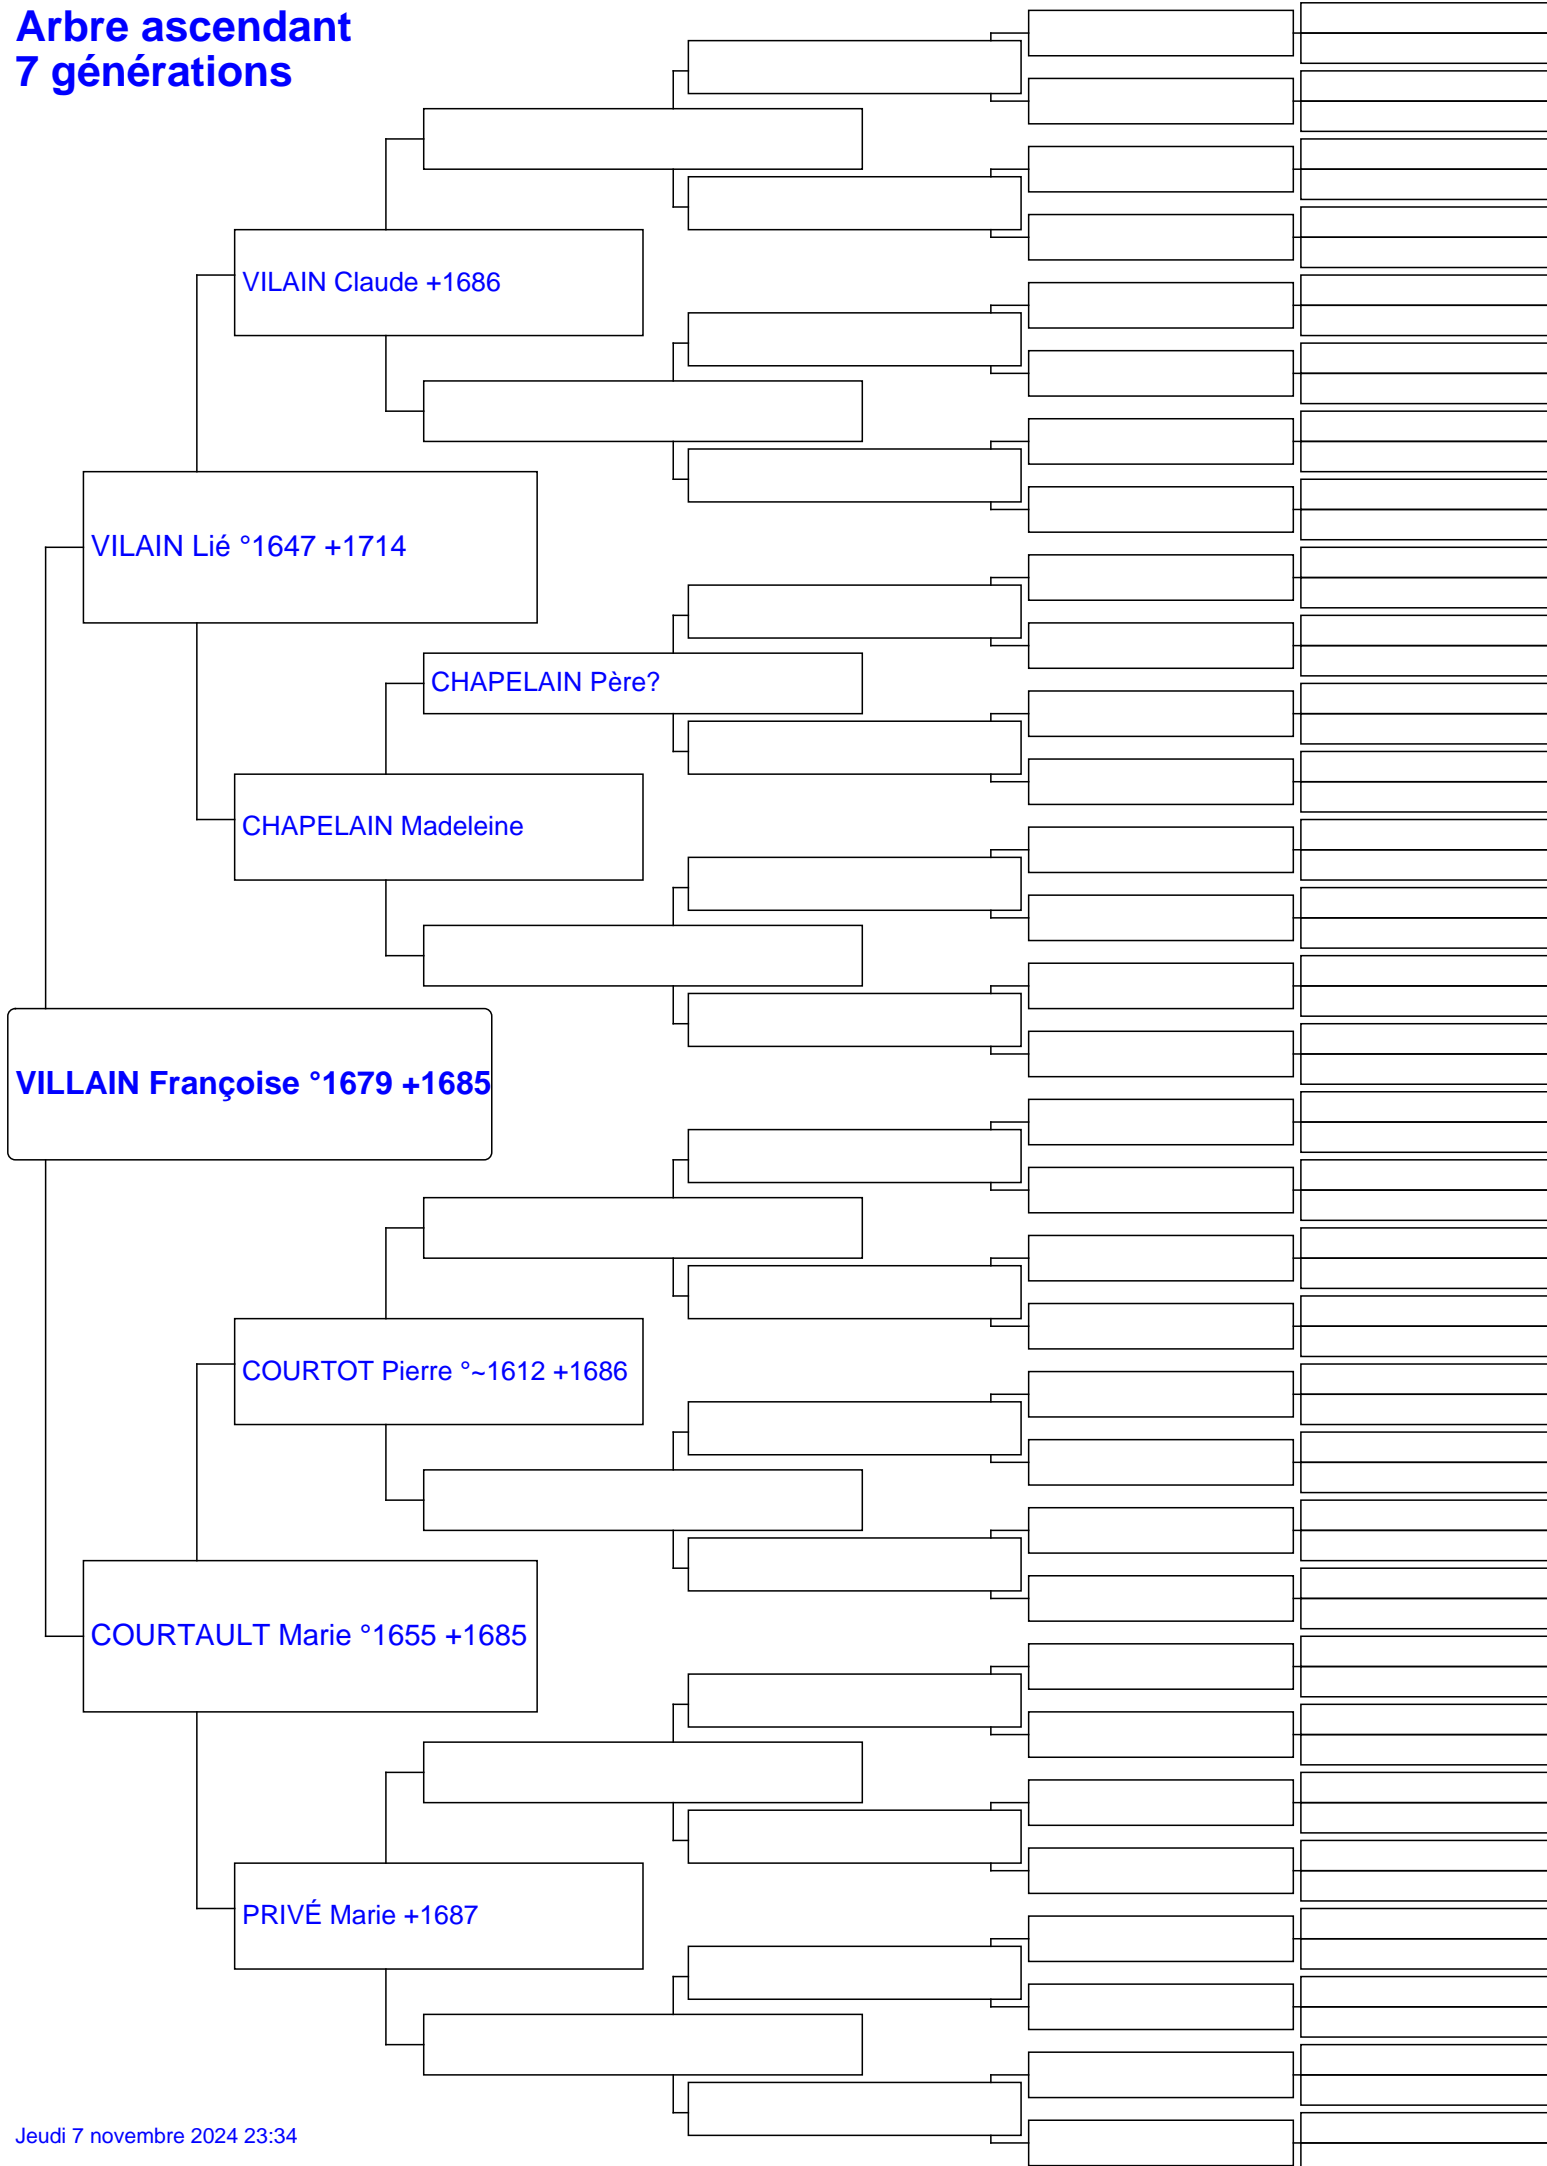 Arbre ascendant
7 générations
VILAIN Claude +1686
VILAIN Lié °1647 +1714
CHAPELAIN Père?
CHAPELAIN Madeleine
VILLAIN Françoise °1679 +1685
COURTOT Pierre °~1612 +1686
COURTAULT Marie °1655 +1685
PRIVÉ Marie +1687
Jeudi 7 novembre 2024 23:34